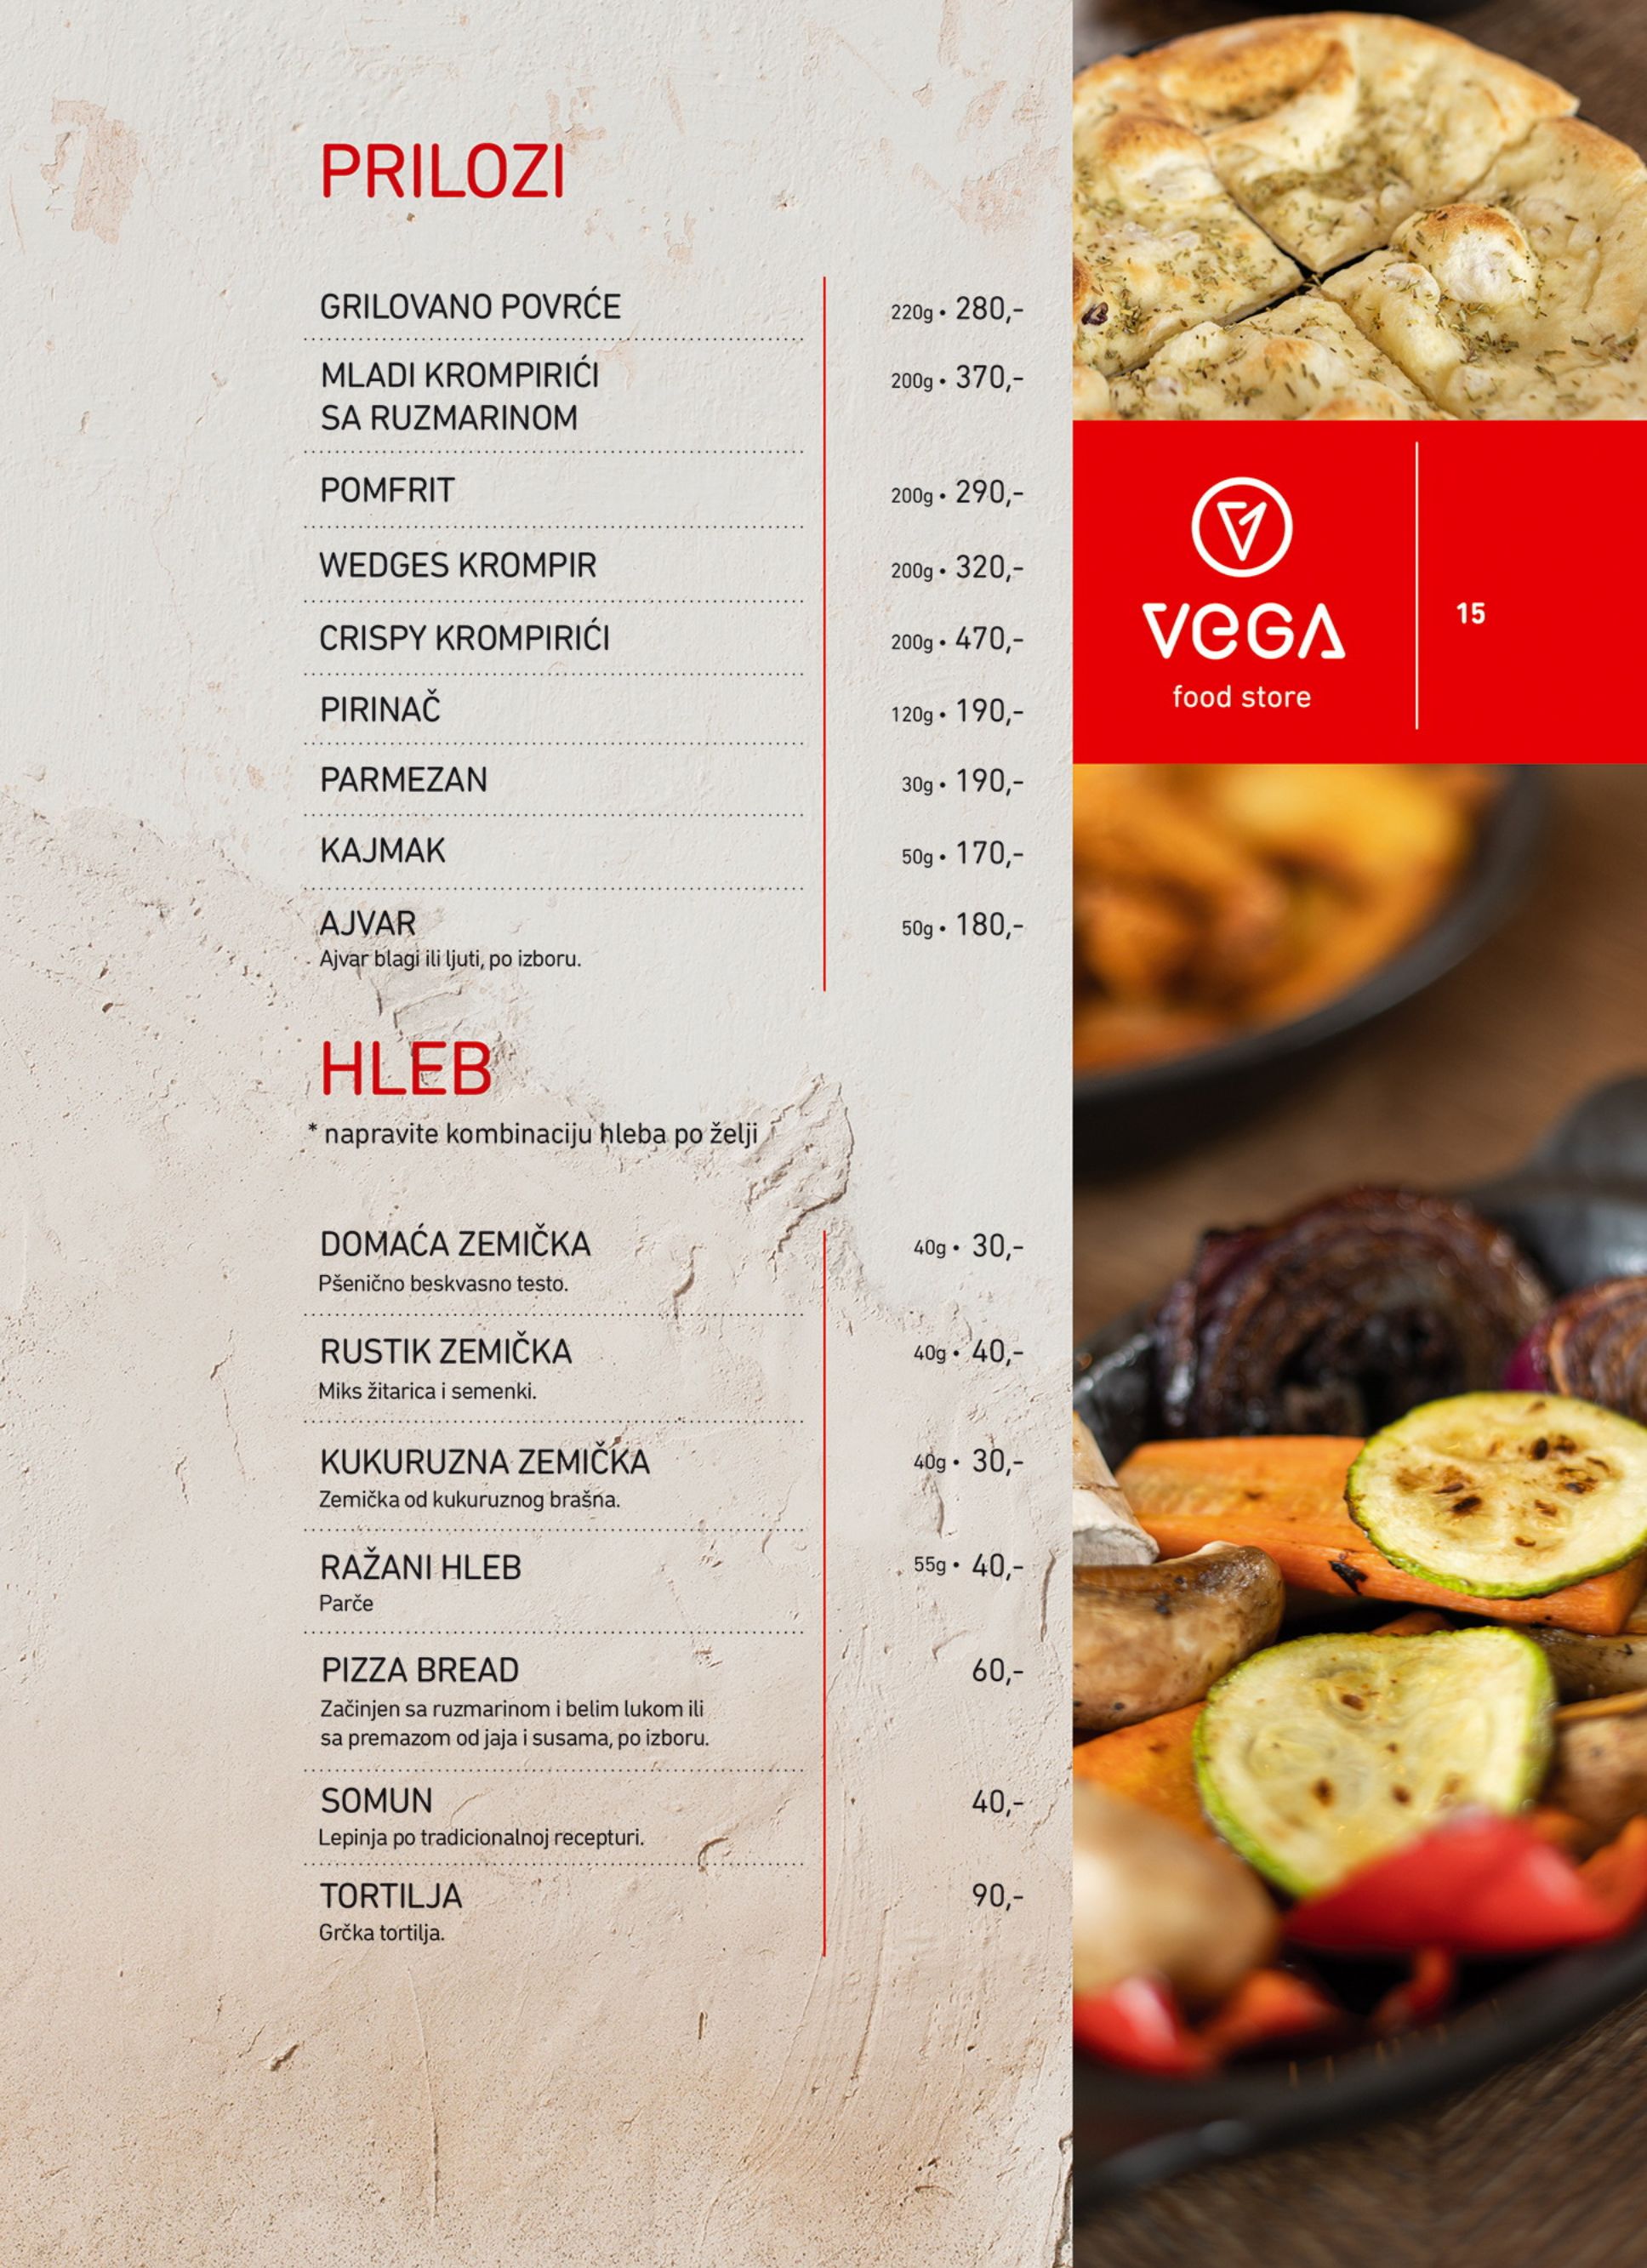 PRILOZI
GRILOVANO POVRĆE 220g • 280,-
MLADI KROMPIRIĆI 200g • 370,-
SA RUZMARINOM
POMFRIT 200g • 290,-
WEDGES KROMPIR 200g • 320,-
CRISPY KROMPIRIĆI 200g • 470,-
PIRINAČ 120g • 190,-
PARMEZAN 30g • 190,-
KAJMAK 50g • 170,-
AJVAR 50g • 180,-
Ajvar blagi ili ljuti, po izboru.
HLEB
* napravite kombinaciju hleba po želji
DOMAĆA ZEMIČKA 40g • 30,-
Pšenično beskvasno testo.
RUSTIK ZEMIČKA 40g • 40,-
Miks žitarica i semenki.
KUKURUZNA ZEMIČKA 40g • 30,-
Zemička od kukuruznog brašna.
RAŽANI HLEB 55g • 40,-
Parče
PIZZA BREAD 60,-
Začinjen sa ruzmarinom i belim lukom ili
sa premazom od jaja i susama, po izboru.
SOMUN 40,-
Lepinja po tradicionalnoj recepturi.
TORTILJA 90,-
Grčka tortilja.
VEGA
food store
15